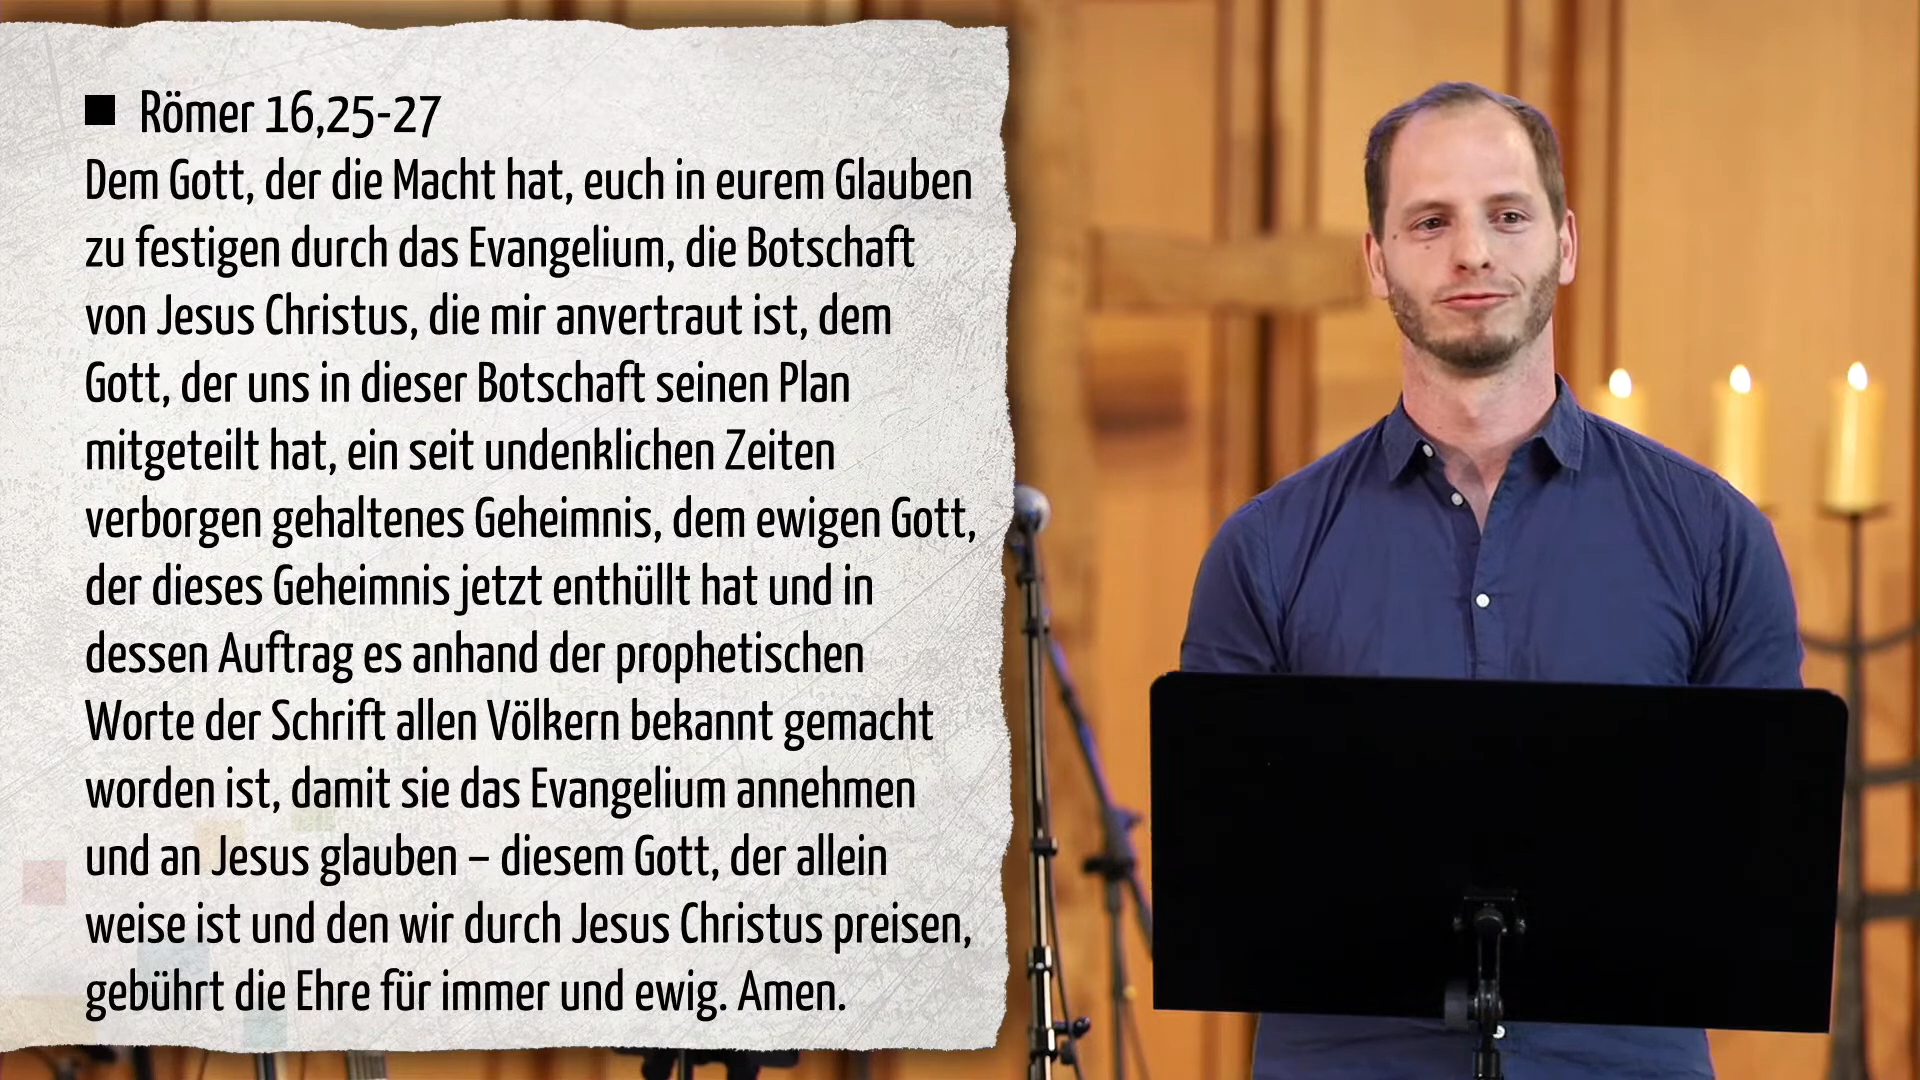 ■ Römer 16,25-27
Dem Gott, der die Macht hat, euch in eurem Glauben
zu festigen durch das Evangelium, die Botschaft
von Jesus Christus, die mir anvertraut ist, dem
Gott, der uns in dieser Botschaft seinen Plan
mitgeteilt hat, ein seit undenklichen Zeiten
verborgen gehaltenes Geheimnis, dem ewigen Gott,
der dieses Geheimnis jetzt enthüllt hat und in
dessen Auftrag es anhand der prophetischen
Worte der Schrift allen Völkern bekannt gemacht
worden ist, damit sie das Evangelium annehmen
und an Jesus glauben – diesem Gott, der allein
weise ist und den wir durch Jesus Christus preisen,
gebührt die Ehre für immer und ewig. Amen.